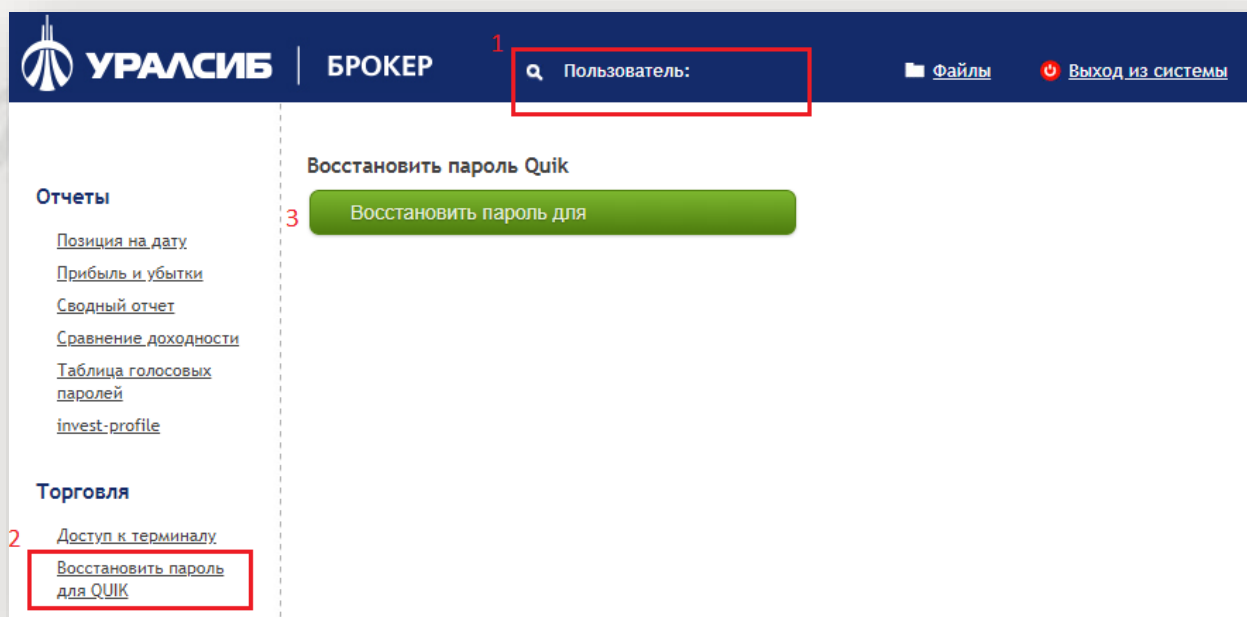 УРАЛСИБ БРОКЕР
1
Пользователь:
Файлы
Выход из системы
Восстановить пароль Quik
3
Восстановить пароль для
Отчеты
Позиция на дату
Прибыль и убытки
Сводный отчет
Сравнение доходности
Таблица голосовых
паролей
invest-profile
Торговля
2
Доступ к терминалу
Восстановить пароль
для QUIK